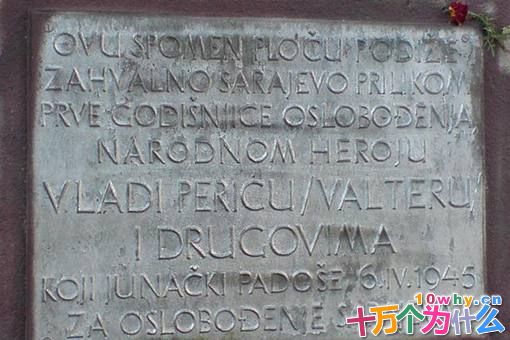 OVU SPOMEN PLOČU PODIŽE
ZAHVALNO SARAJEVO PRILIKOM
PRVE GODIŠNJICE OSLOBOĐENJA
NARODNOM HEROJU
VLADI PERIĆU/VALTERU
I DRUGOVIMA
KOJI JUNAČKI PADOŠE 6.IV.1945
ZA OSLOBOĐENJE
10why.cn
十万个为什么